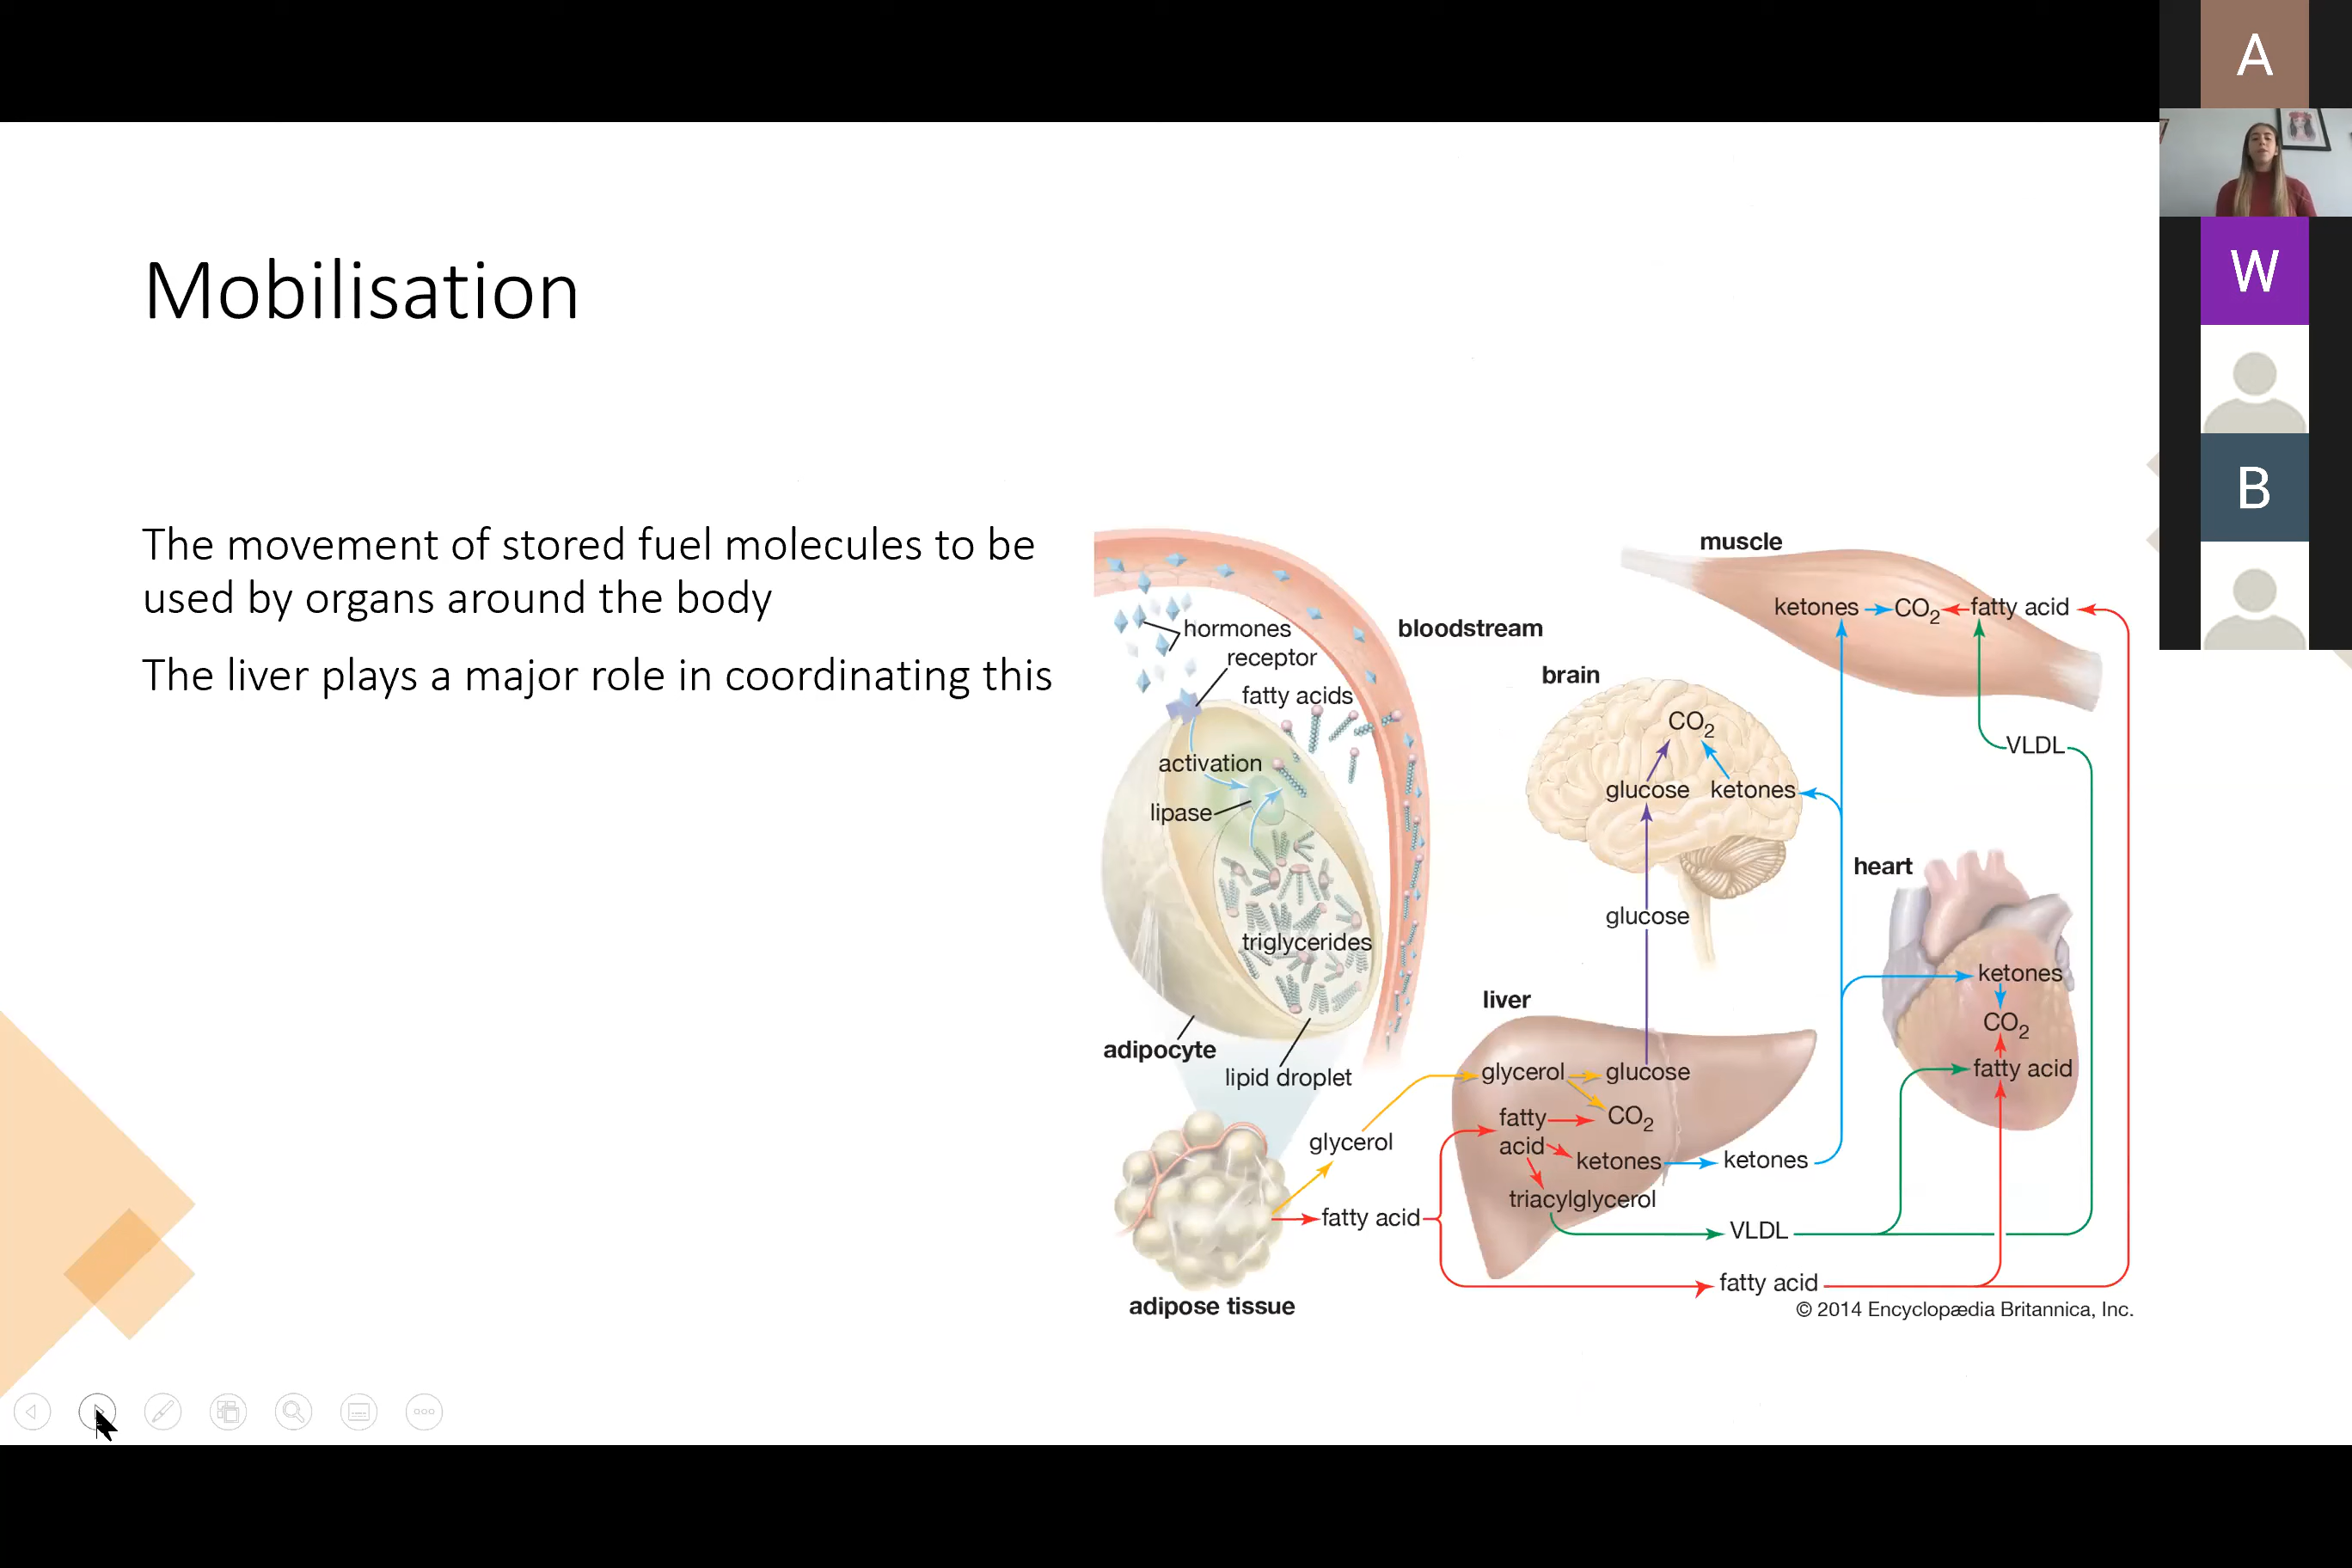 A
W
B
Mobilisation
The movement of stored fuel molecules to be
used by organs around the body
The liver plays a major role in coordinating this
hormones
receptor
fatty acids
bloodstream
activation
lipase
triglycerides
adipocyte
lipid droplet
adipose tissue
glycerol
fatty acid
muscle
ketones CO2 fatty acid
VLDL
brain
CO2
glucose ketones
glucose
heart
ketones
CO2
fatty acid
liver
glycerol glucose
fatty CO2
acid
ketones ketones
triacylglycerol
VLDL
fatty acid
© 2014 Encyclopædia Britannica, Inc.